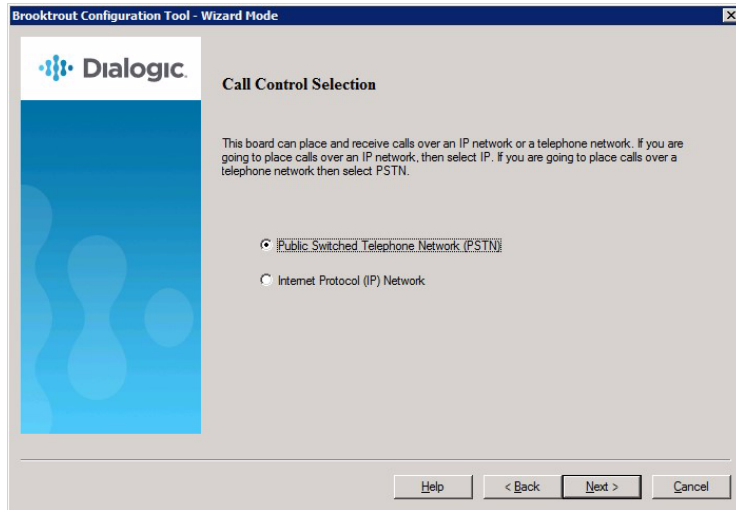 Brooktrout Configuration Tool - Wizard Mode
Dialogic.
Call Control Selection
This board can place and receive calls over an IP network or a telephone network. If you are
going to place calls over an IP network, then select IP. If you are going to place calls over a
telephone network then select PSTN.
Public Switched Telephone Network (PSTN)
Internet Protocol (IP) Network
Help
< Back
Next >
Cancel